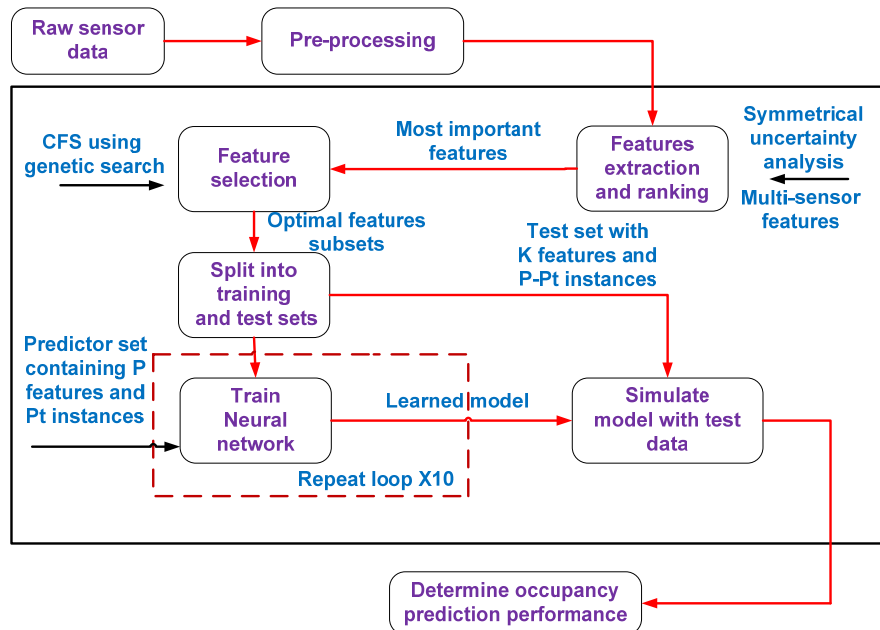 Raw sensor
data
Pre-processing
CFS using
genetic search
Feature
selection
Most important
features
Features
extraction
and ranking
Symmetrical
uncertainty
analysis
Multi-sensor
features
Optimal features
subsets
Test set with
K features and
P-Pt instances
Split into
training
and test sets
Predictor set
containing P
features and
Pt instances
Train
Neural
network
Learned model
Simulate
model with test
data
Repeat loop X10
Determine occupancy
prediction performance